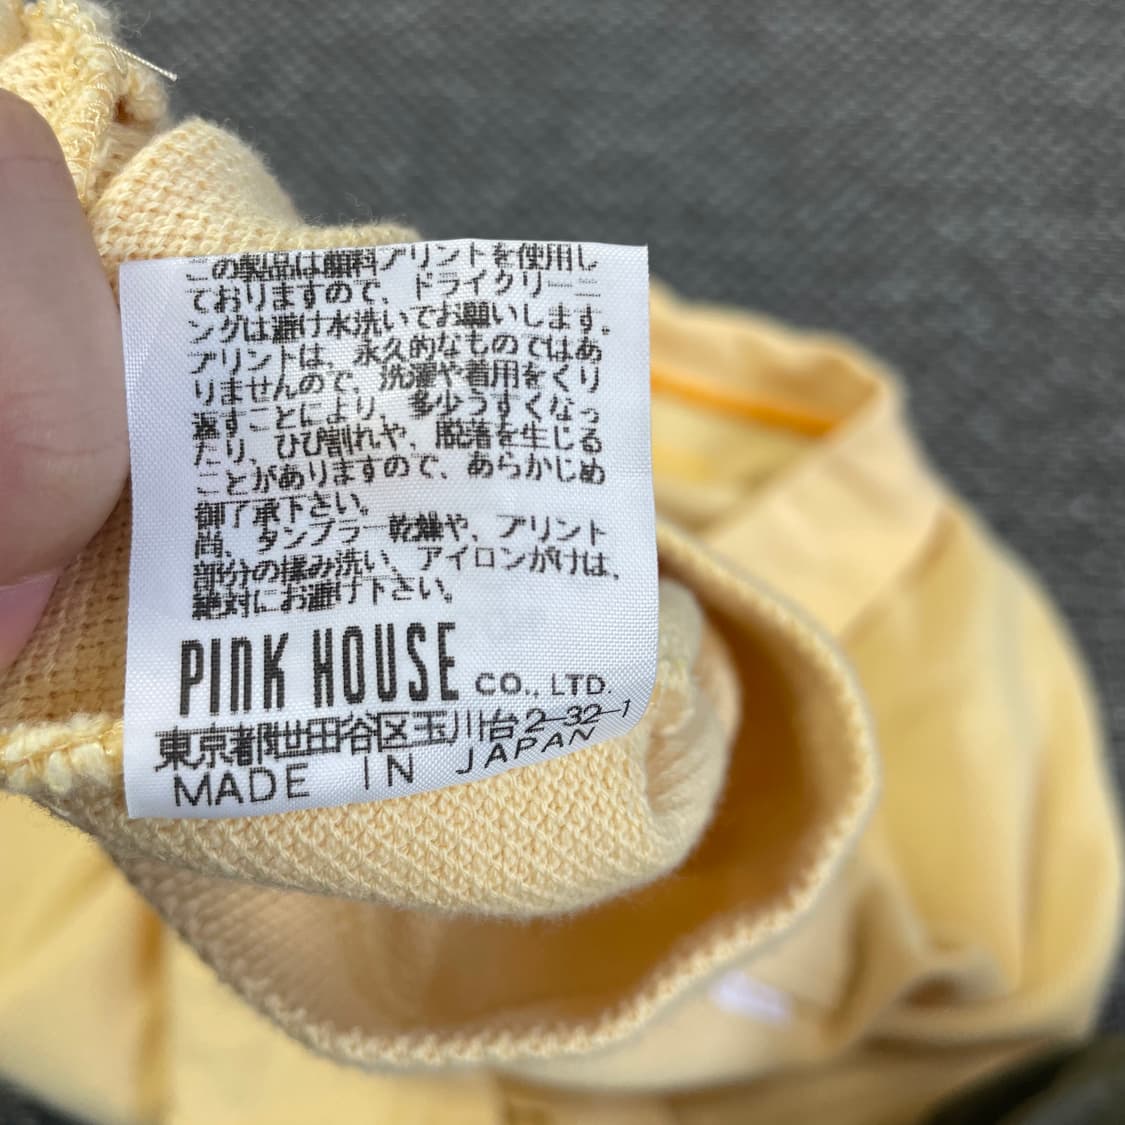 この製品は顔料プリントを使用し
ておりますので、ドライクリーニ
ングは避け水洗いでお願いします。
プリントは、永久的なものではあ
りませんので、洗濯や着用をくり
返すことにより、多少うすくなっ
たり、ひび割れや、脱落を生じる
ことがありますので、あらかじめ
御了承下さい。
尚、タンブラー乾燥や、プリント
部分の揉み洗い、アイロンがけは、
絶対にお避け下さい。
PINK HOUSE CO., LTD.
東京都世田谷区玉川台2-32-1
MADE IN JAPAN